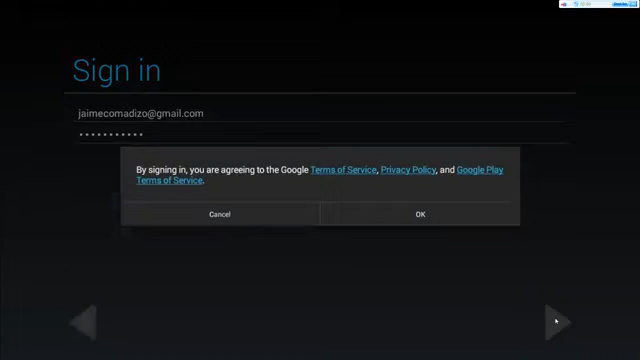 Sign in
jaimecomadizo@gmail.com
By signing in, you are agreeing to the Google Terms of Service, Privacy Policy, and Google Play
Terms of Service.
Cancel
OK